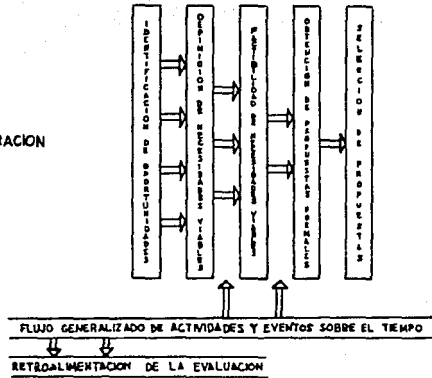 RACION
IDENTIFICACION DE OPORTUNIDADES
DEFINICION DE NECESIDADES VIABLES
FACTIBILIDAD DE NECESIDADES VIABLES
OBTENCION DE PROPUESTAS FORMALES
SELECCION DE PROPUESTAS
FLUJO GENERALIZADO DE ACTIVIDADES Y EVENTOS SOBRE EL TIEMPO
RETROALIMENTACION DE LA EVALUACION